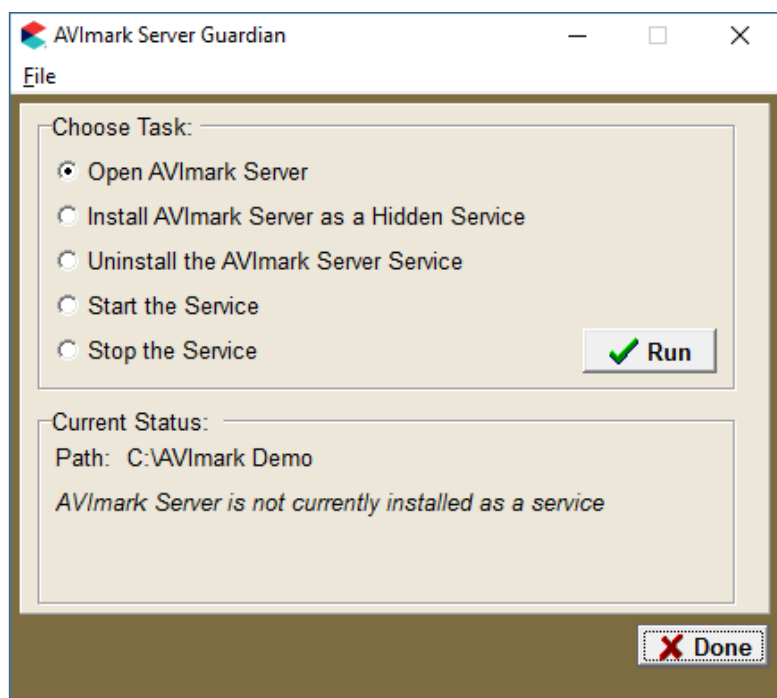 AVImark Server Guardian
File
Choose Task:
Open AVImark Server
Install AVImark Server as a Hidden Service
Uninstall the AVImark Server Service
Start the Service
Stop the Service
Run
Current Status:
Path: C:\AVImark Demo
AVImark Server is not currently installed as a service
Done